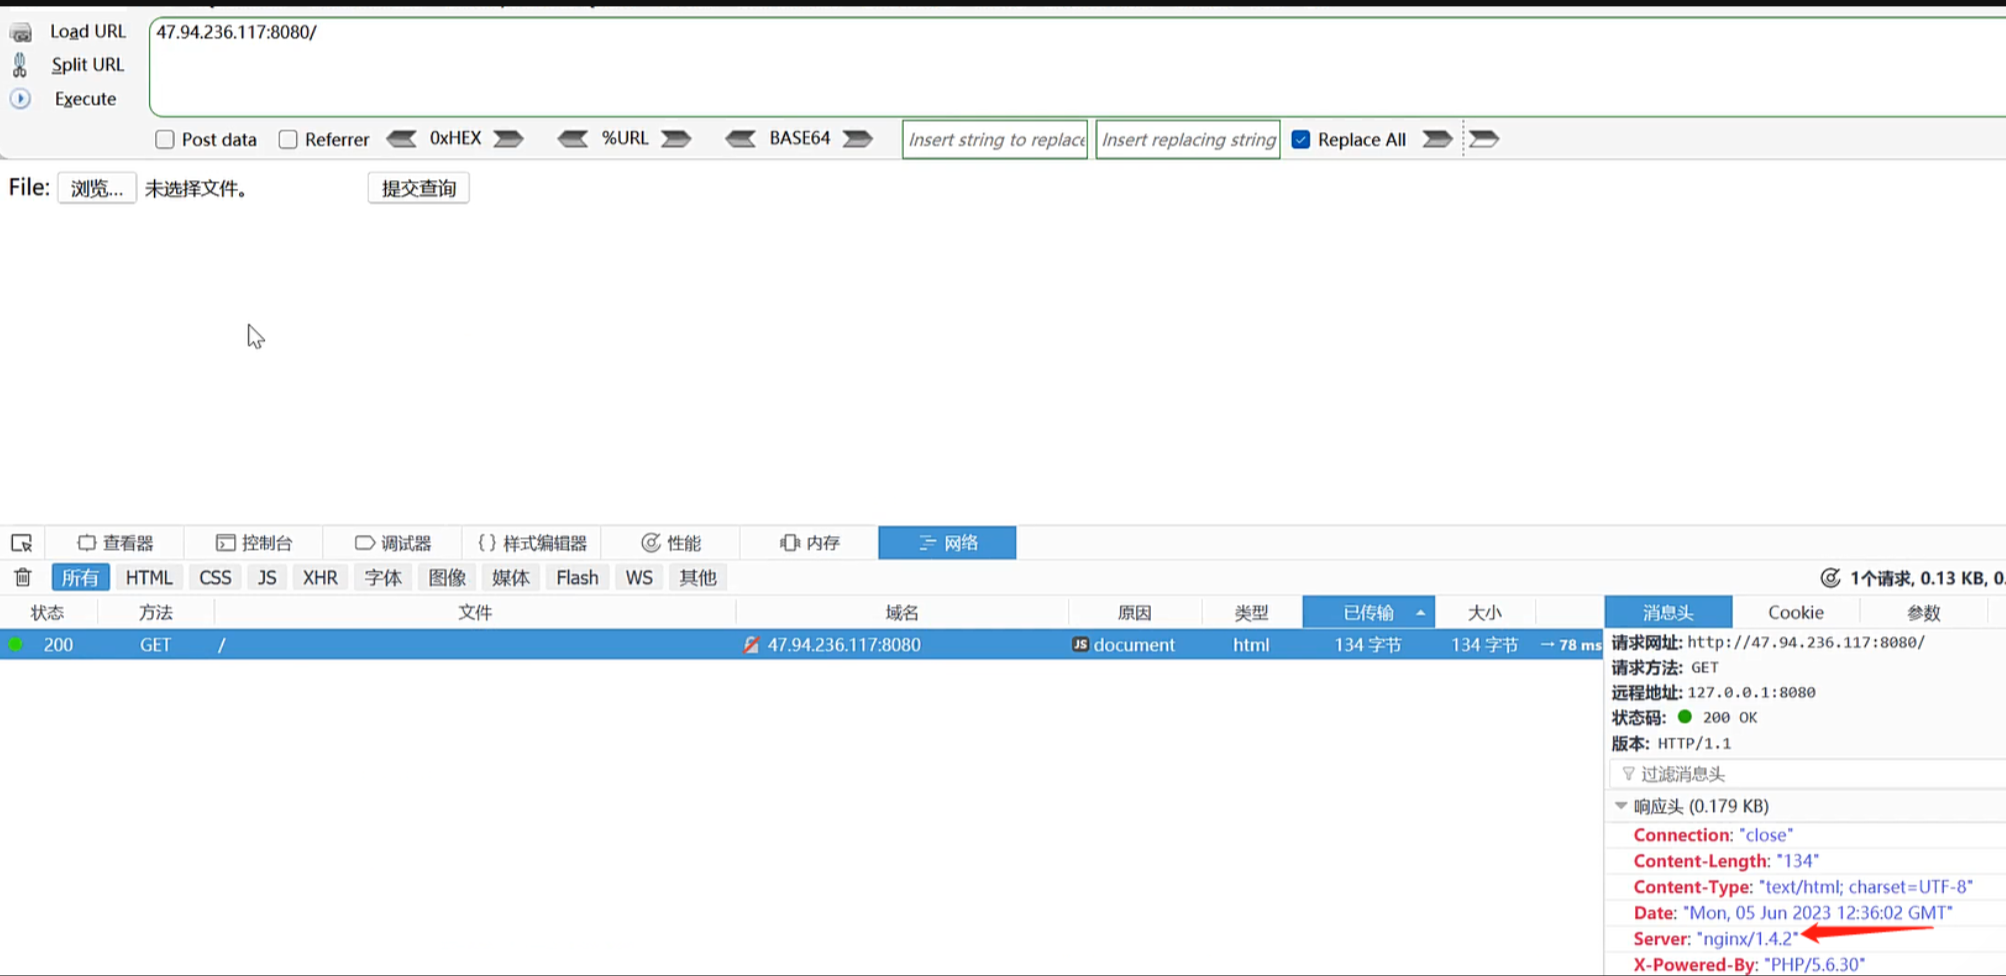 Load URL
47.94.236.117:8080/
Split URL
Execute
Post data Referrer 0xHEX %URL BASE64 Insert string to replace Insert replacing string Replace All
File: 浏览... 未选择文件。 提交查询
查看器 控制台 调试器 {} 样式编辑器 性能 内存 网络
所有 HTML CSS JS XHR 字体 图像 媒体 Flash WS 其他 1个请求, 0.13 KB, 0.
状态 方法 文件 域名 原因 类型 已传输 大小 消息头 Cookie 参数
200 GET / 47.94.236.117:8080 JS document html 134 字节 134 字节 → 78 ms
请求网址: http://47.94.236.117:8080/
请求方法: GET
远程地址: 127.0.0.1:8080
状态码: 200 OK
版本: HTTP/1.1
过滤消息头
响应头 (0.179 KB)
Connection: "close"
Content-Length: "134"
Content-Type: "text/html; charset=UTF-8"
Date: "Mon, 05 Jun 2023 12:36:02 GMT"
Server: "nginx/1.4.2"
X-Powered-By: "PHP/5.6.30"